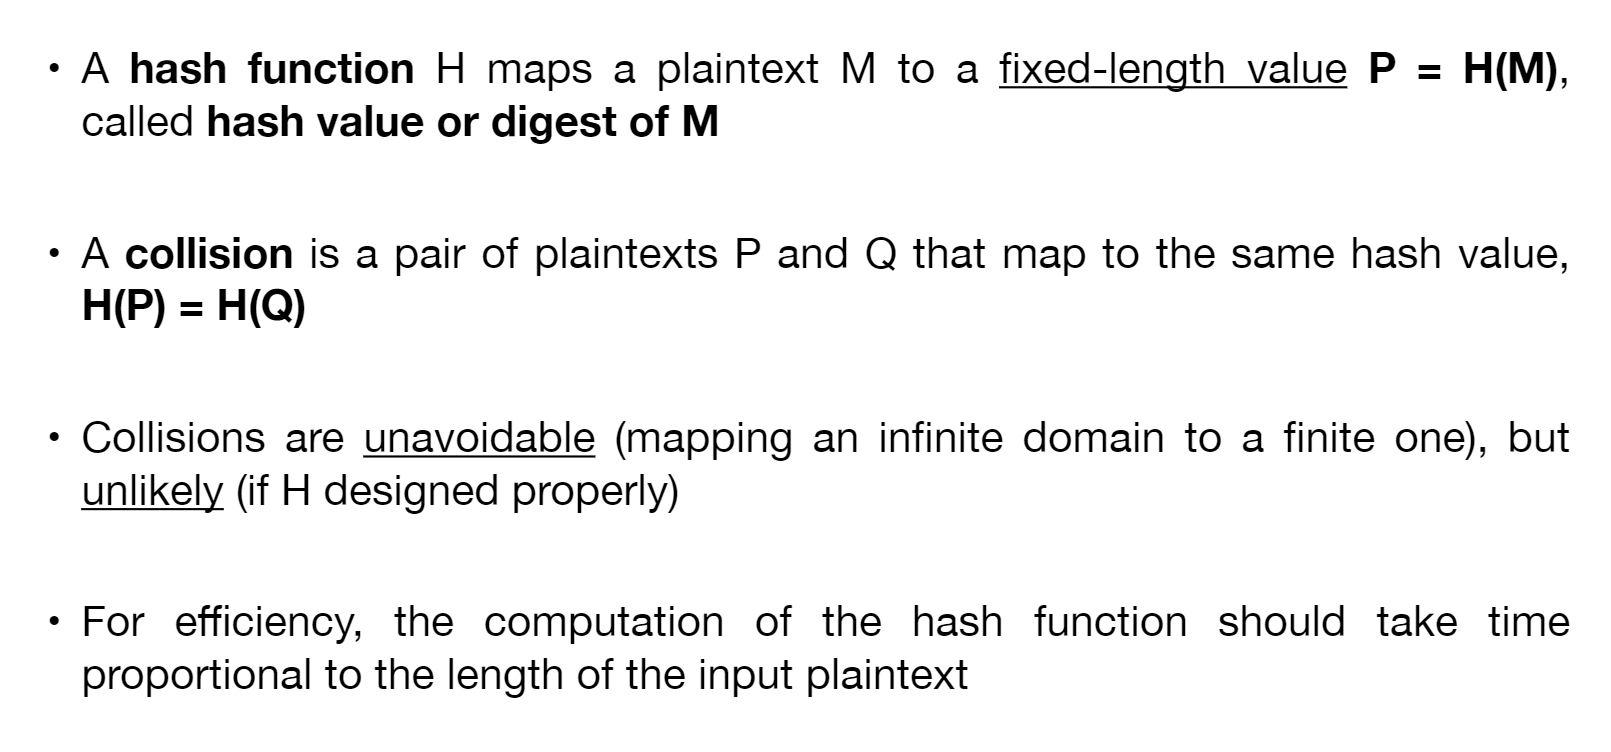 • A hash function H maps a plaintext M to a fixed-length value P = H(M),
called hash value or digest of M
• A collision is a pair of plaintexts P and Q that map to the same hash value,
H(P) = H(Q)
• Collisions are unavoidable (mapping an infinite domain to a finite one), but
unlikely (if H designed properly)
• For efficiency, the computation of the hash function should take time
proportional to the length of the input plaintext